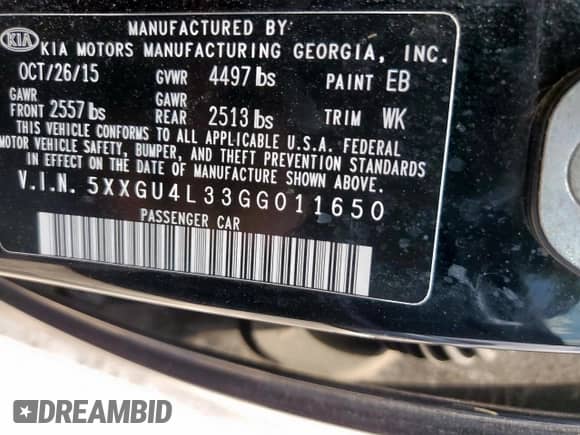 KIA
MANUFACTURED BY:
KIA MOTORS MANUFACTURING GEORGIA, INC.
OCT/26/15 GVWR 4497 lbs PAINT EB
GAWR FRONT 2557 lbs GAWR REAR 2513 lbs TRIM WK
THIS VEHICLE CONFORMS TO ALL APPLICABLE U.S.A. FEDERAL
MOTOR VEHICLE SAFETY, BUMPER, AND THEFT PREVENTION STANDARDS
IN EFFECT ON THE DATE OF MANUFACTURE SHOWN ABOVE.
V.I.N. 5XXGU4L33GG011650
PASSENGER CAR
DREAMBID